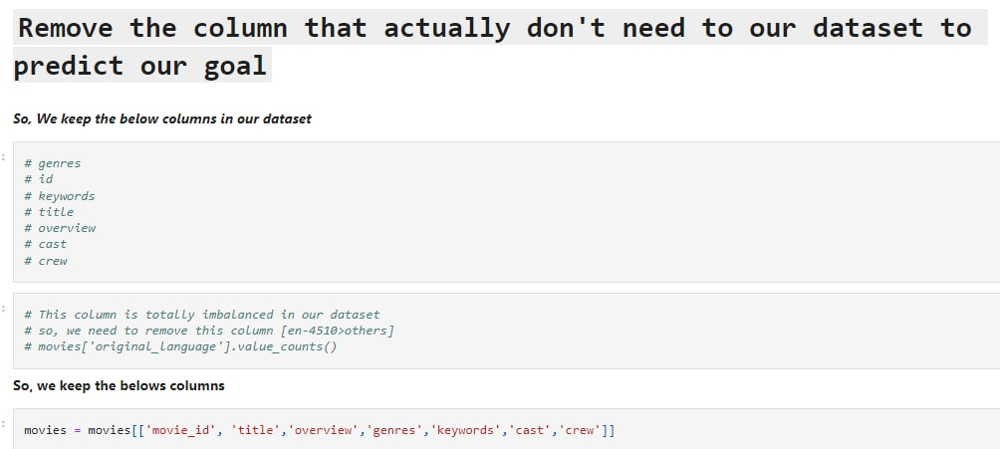 Remove the column that actually don't need to our dataset to
predict our goal
So, We keep the below columns in our dataset
:
# genres
# id
# keywords
# title
# overview
# cast
# crew
:
# This column is totally imbalanced in our dataset
# so, we need to remove this column [en-4510>others]
# movies['original_language'].value_counts()
So, we keep the belows columns
:
movies = movies[['movie_id', 'title','overview','genres','keywords','cast','crew']]